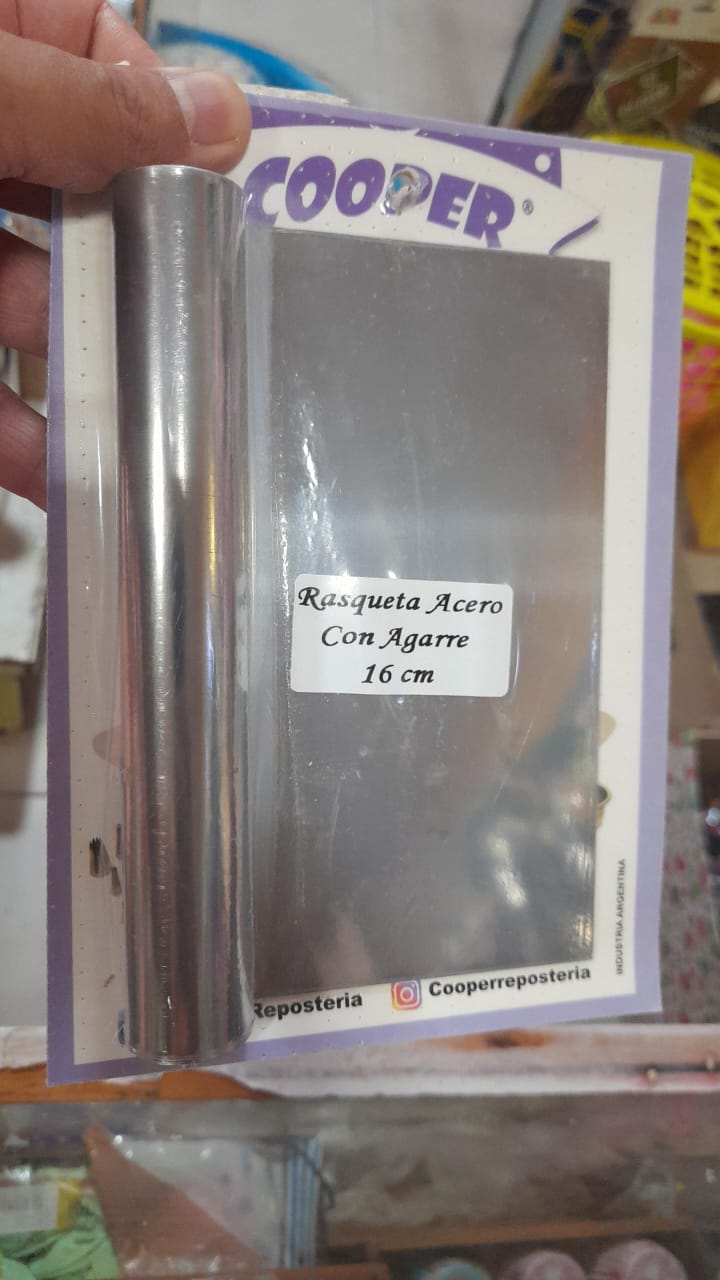 COOPER®
Rasqueta Acero
Con Agarre
16 cm
INDUSTRIA ARGENTINA
Reposteria
Cooperreposteria